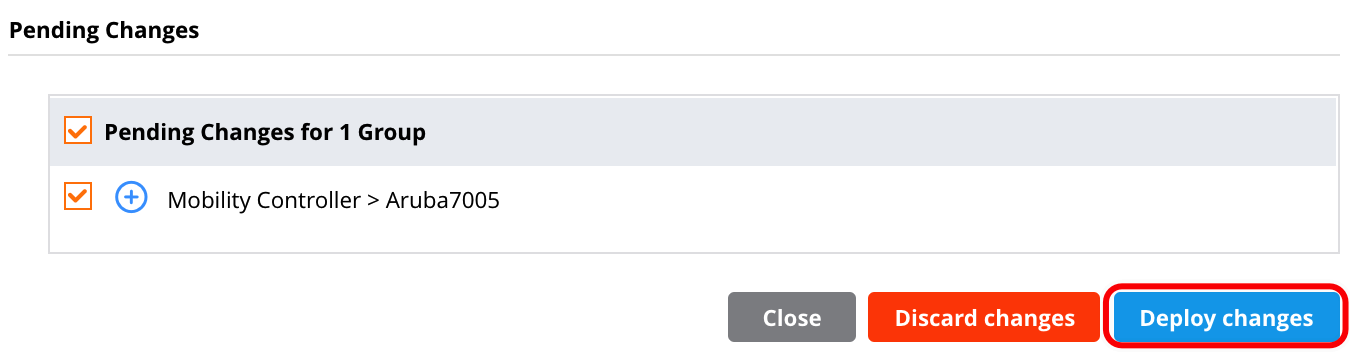 Pending Changes
Pending Changes for 1 Group
Mobility Controller > Aruba7005
Close Discard changes Deploy changes